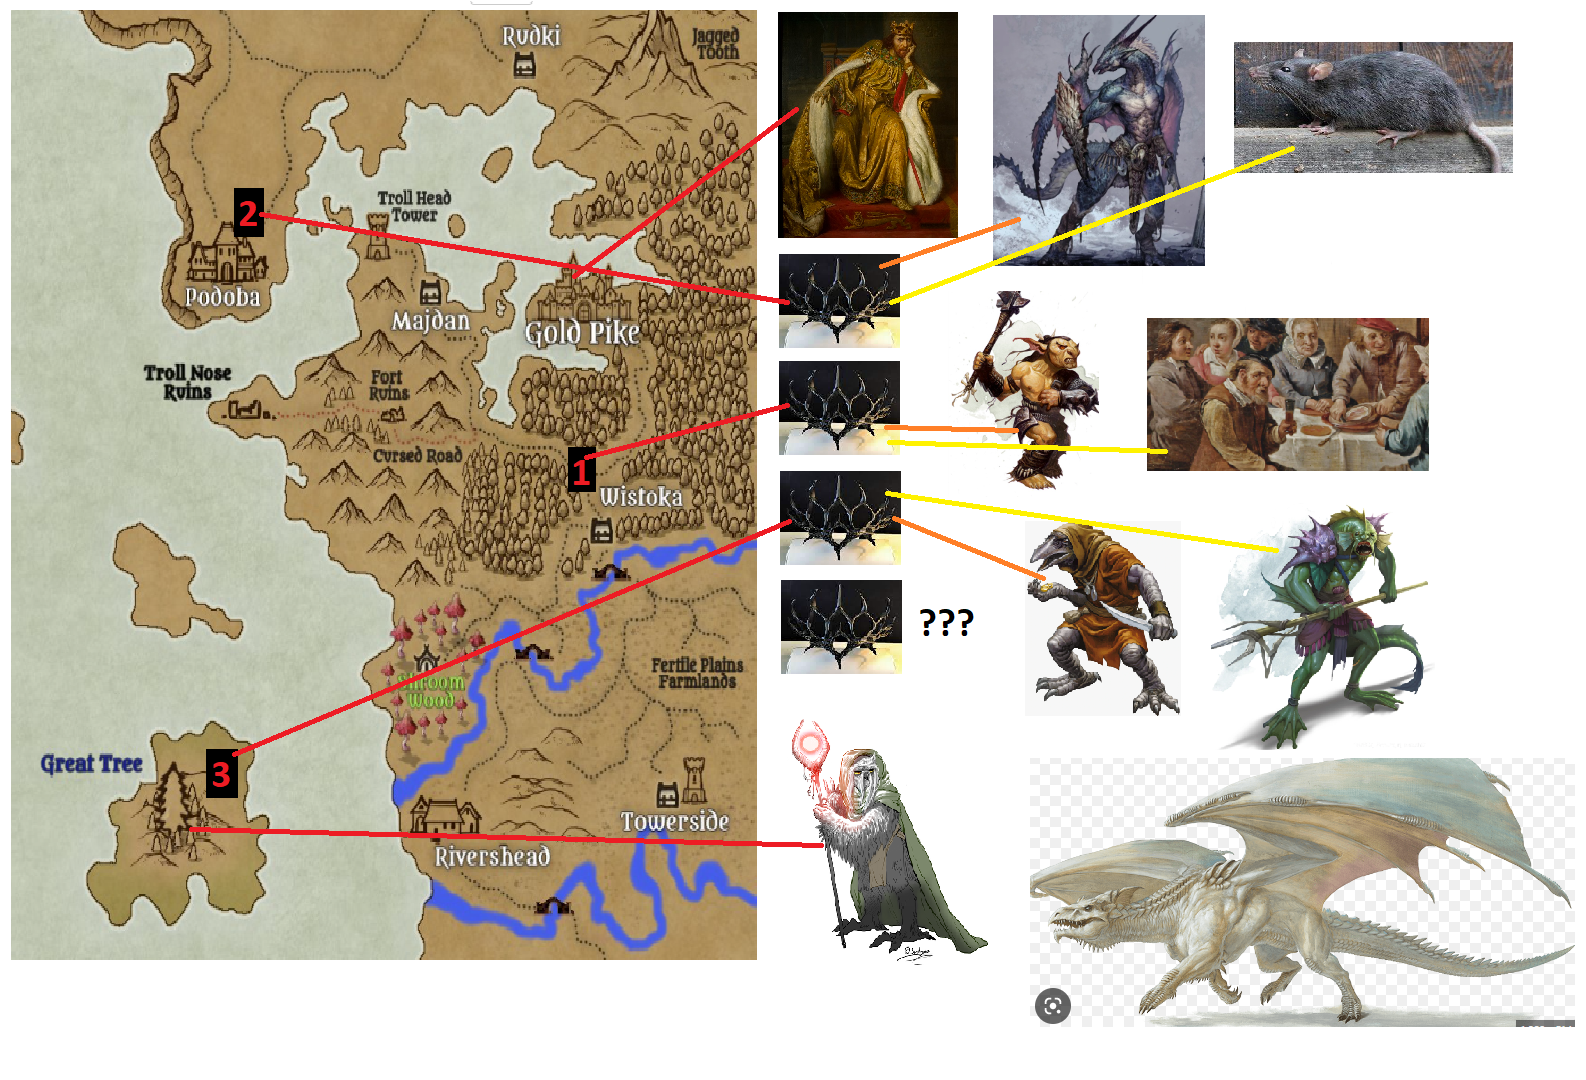 Rudki
Jagged
Tooth
2
Troll Head
Tower
Podoba
Majdan
Gold Pike
Troll Nose
Ruins
Fort
Ruins
Cursed Road
1
Wistoka
Shroom
Wood
Fertile Plains
Farmlands
Great Tree
3
Towerside
Rivershead
???